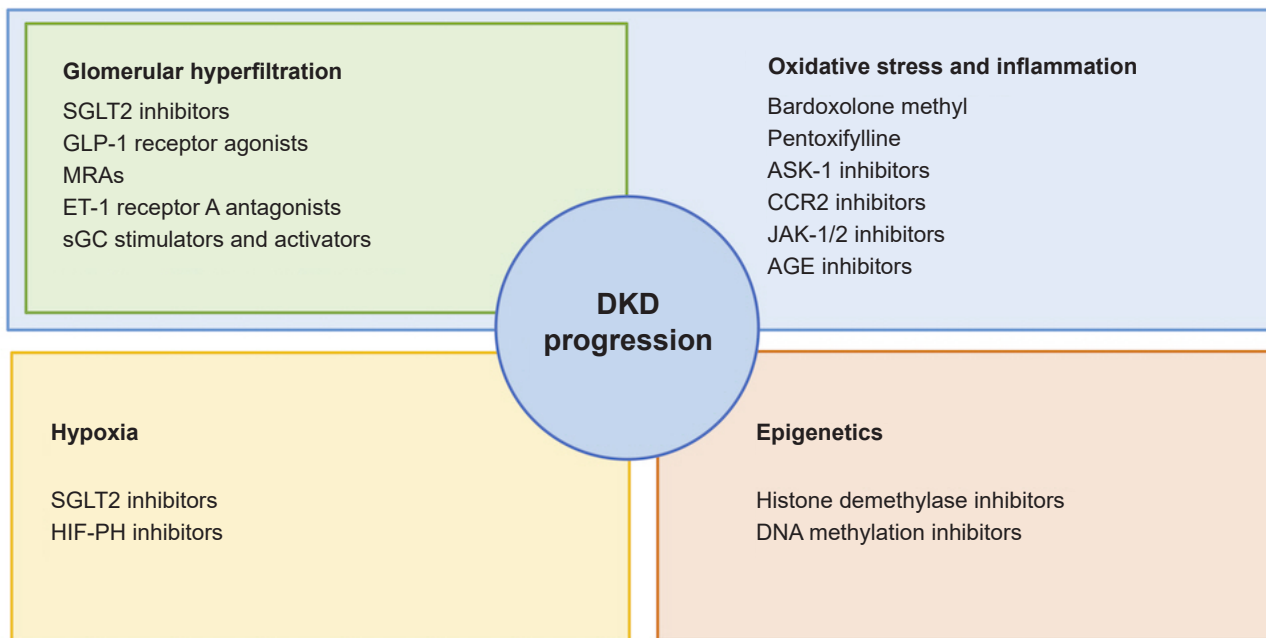 Glomerular hyperfiltration
SGLT2 inhibitors
GLP-1 receptor agonists
MRAs
ET-1 receptor A antagonists
sGC stimulators and activators
Oxidative stress and inflammation
Bardoxolone methyl
Pentoxifylline
ASK-1 inhibitors
CCR2 inhibitors
JAK-1/2 inhibitors
AGE inhibitors
DKD
progression
Hypoxia
SGLT2 inhibitors
HIF-PH inhibitors
Epigenetics
Histone demethylase inhibitors
DNA methylation inhibitors